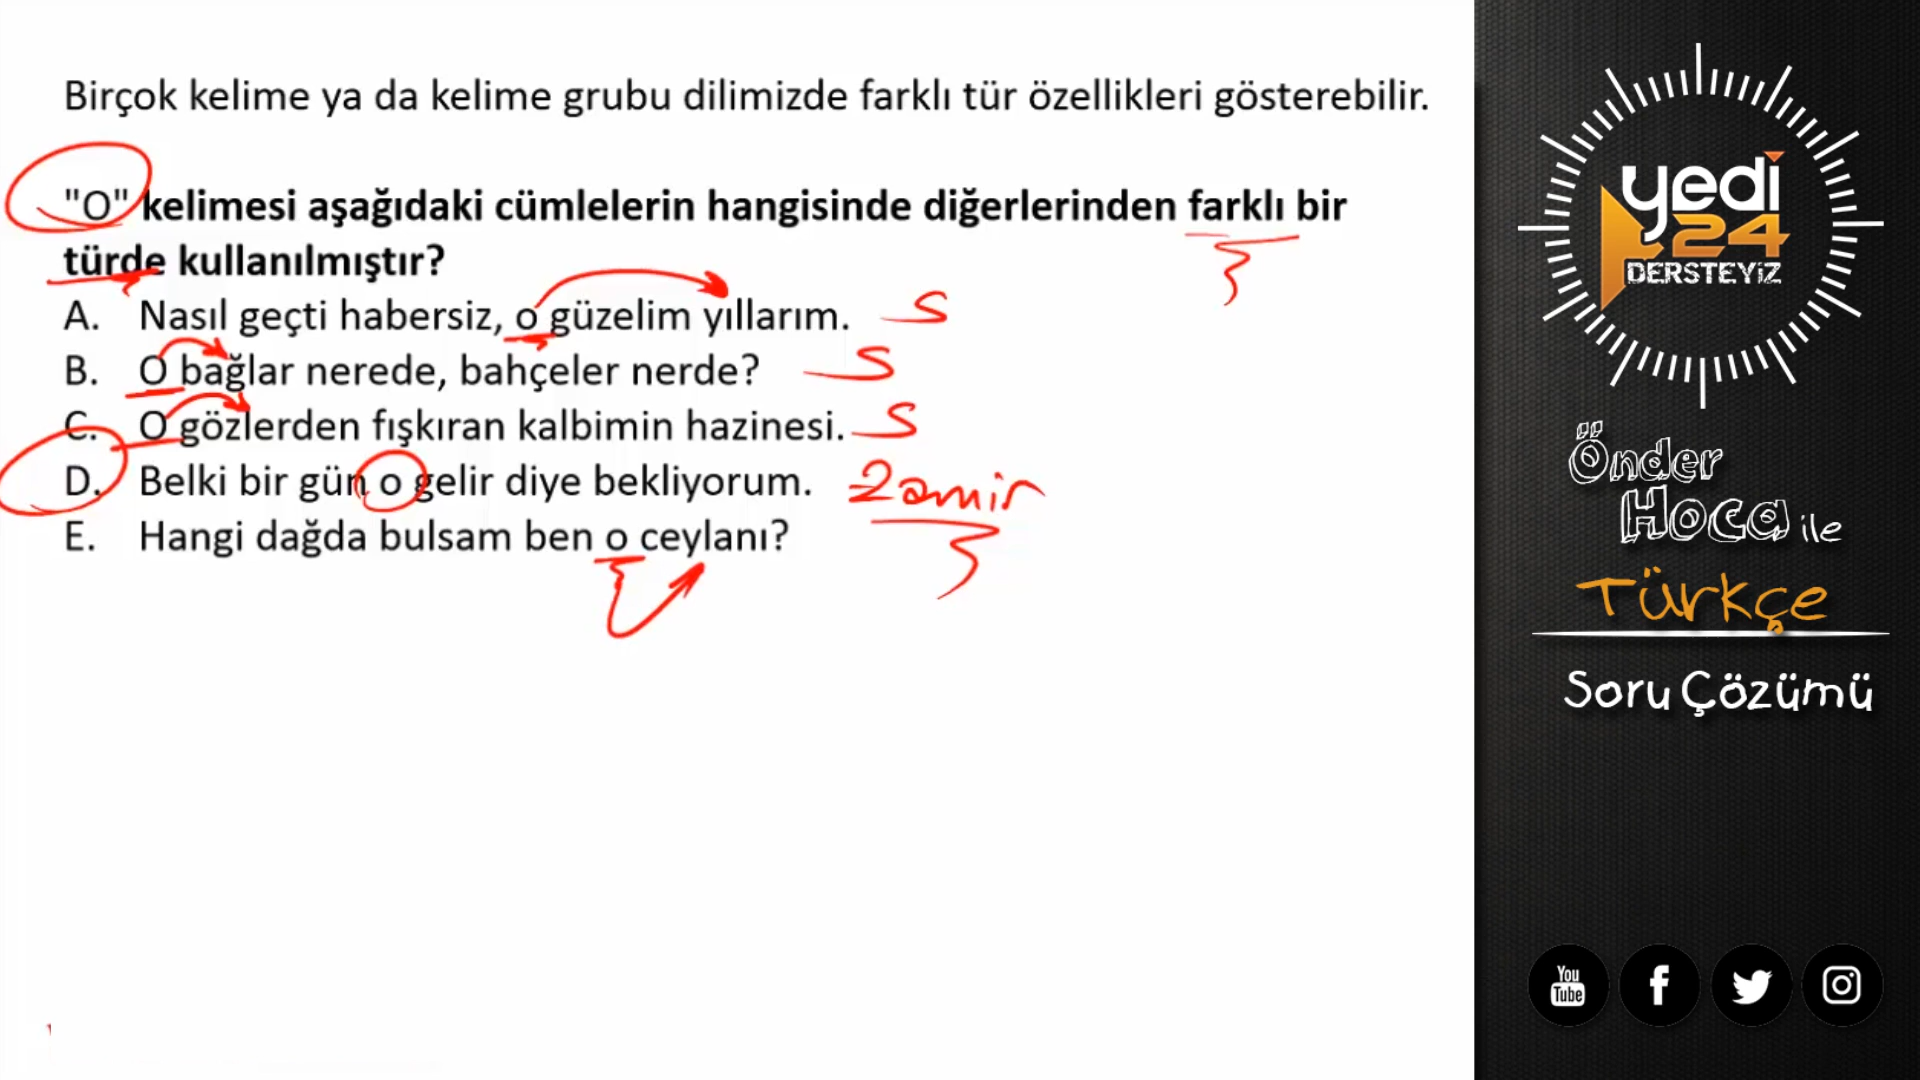 Birçok kelime ya da kelime grubu dilimizde farklı tür özellikleri gösterebilir.
"O" kelimesi aşağıdaki cümlelerin hangisinde diğerlerinden farklı bir
türde kullanılmıştır?
A. Nasıl geçti habersiz, o güzelim yıllarım. S
B. O bağlar nerede, bahçeler nerde? S
C. O gözlerden fışkıran kalbimin hazinesi. S
D. Belki bir gün o gelir diye bekliyorum. Zamir
E. Hangi dağda bulsam ben o ceylanı?
yedi
24
DERSTEYİZ
Önder
Hoca ile
Türkçe
Soru Çözümü
You
Tube